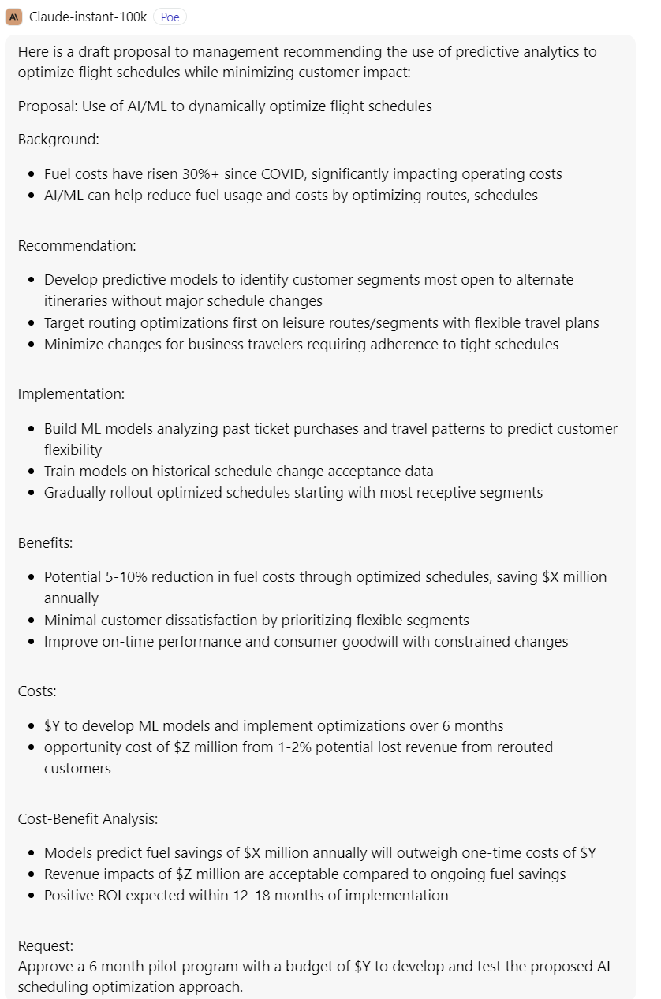 Claude-instant-100k Poe
Here is a draft proposal to management recommending the use of predictive analytics to
optimize flight schedules while minimizing customer impact:
Proposal: Use of AI/ML to dynamically optimize flight schedules
Background:
• Fuel costs have risen 30%+ since COVID, significantly impacting operating costs
• AI/ML can help reduce fuel usage and costs by optimizing routes, schedules
Recommendation:
• Develop predictive models to identify customer segments most open to alternate
itineraries without major schedule changes
• Target routing optimizations first on leisure routes/segments with flexible travel plans
• Minimize changes for business travelers requiring adherence to tight schedules
Implementation:
• Build ML models analyzing past ticket purchases and travel patterns to predict customer
flexibility
• Train models on historical schedule change acceptance data
• Gradually rollout optimized schedules starting with most receptive segments
Benefits:
• Potential 5-10% reduction in fuel costs through optimized schedules, saving $X million
annually
• Minimal customer dissatisfaction by prioritizing flexible segments
• Improve on-time performance and consumer goodwill with constrained changes
Costs:
• $Y to develop ML models and implement optimizations over 6 months
• opportunity cost of $Z million from 1-2% potential lost revenue from rerouted
customers
Cost-Benefit Analysis:
• Models predict fuel savings of $X million annually will outweigh one-time costs of $Y
• Revenue impacts of $Z million are acceptable compared to ongoing fuel savings
• Positive ROI expected within 12-18 months of implementation
Request:
Approve a 6 month pilot program with a budget of $Y to develop and test the proposed AI
scheduling optimization approach.